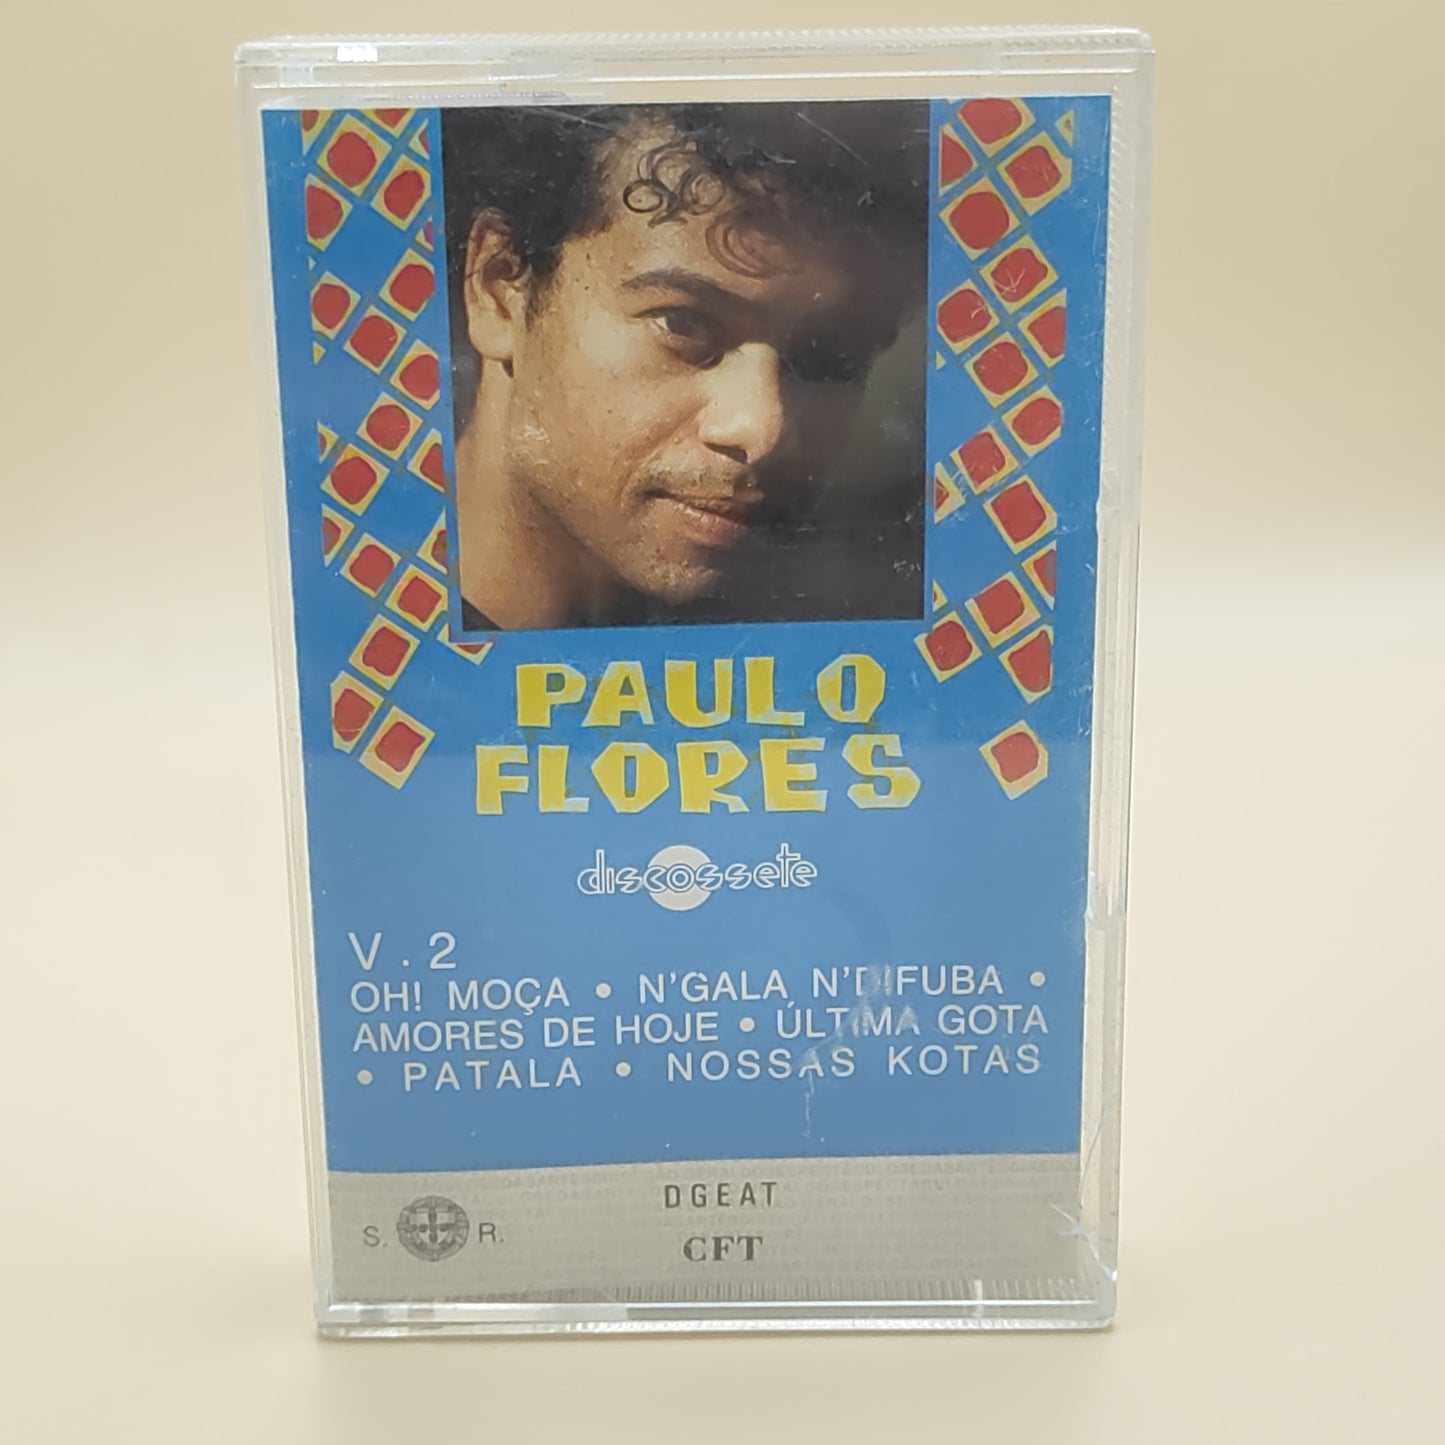 PAULO
FLORES
discossete
V. 2
OH! MOÇA • N'GALA N'DIFUBA •
AMORES DE HOJE • ÚLTIMA GOTA
• PATALA • NOSSAS KOTAS
DGEAT
S. R.
CFT